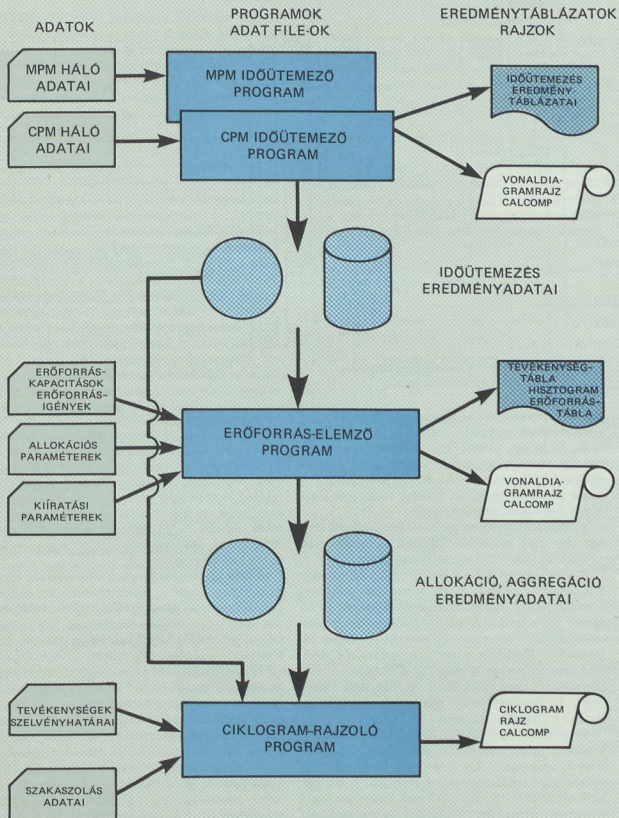 ADATOK
PROGRAMOK
ADAT FILE-OK
EREDMÉNYTÁBLÁZATOK
RAJZOK
MPM HÁLÓ
ADATAI
MPM IDŐÜTEMEZŐ
PROGRAM
IDŐÜTEMEZÉS
EREDMÉNY-
TÁBLÁZATAI
CPM HÁLÓ
ADATAI
CPM IDŐÜTEMEZŐ
PROGRAM
VONALDIA-
GRAMRAJZ
CALCOMP
IDŐÜTEMEZÉS
EREDMÉNYADATAI
ERŐFORRÁS-
KAPACITÁSOK
ERŐFORRÁS-
IGÉNYEK
ALLOKÁCIÓS
PARAMÉTEREK
KIÍRATÁSI
PARAMÉTEREK
ERŐFORRÁS-ELEMZŐ
PROGRAM
TEVÉKENYSÉG-
TÁBLA
HISZTOGRAM
ERŐFORRÁS-
TÁBLA
VONALDIA-
GRAMRAJZ
CALCOMP
ALLOKÁCIÓ, AGGREGÁCIÓ
EREDMÉNYADATAI
TEVÉKENYSÉGEK
SZELVÉNYHATÁRAI
SZAKASZOLÁS
ADATAI
CIKLOGRAM-RAJZOLÓ
PROGRAM
CIKLOGRAM
RAJZ
CALCOMP